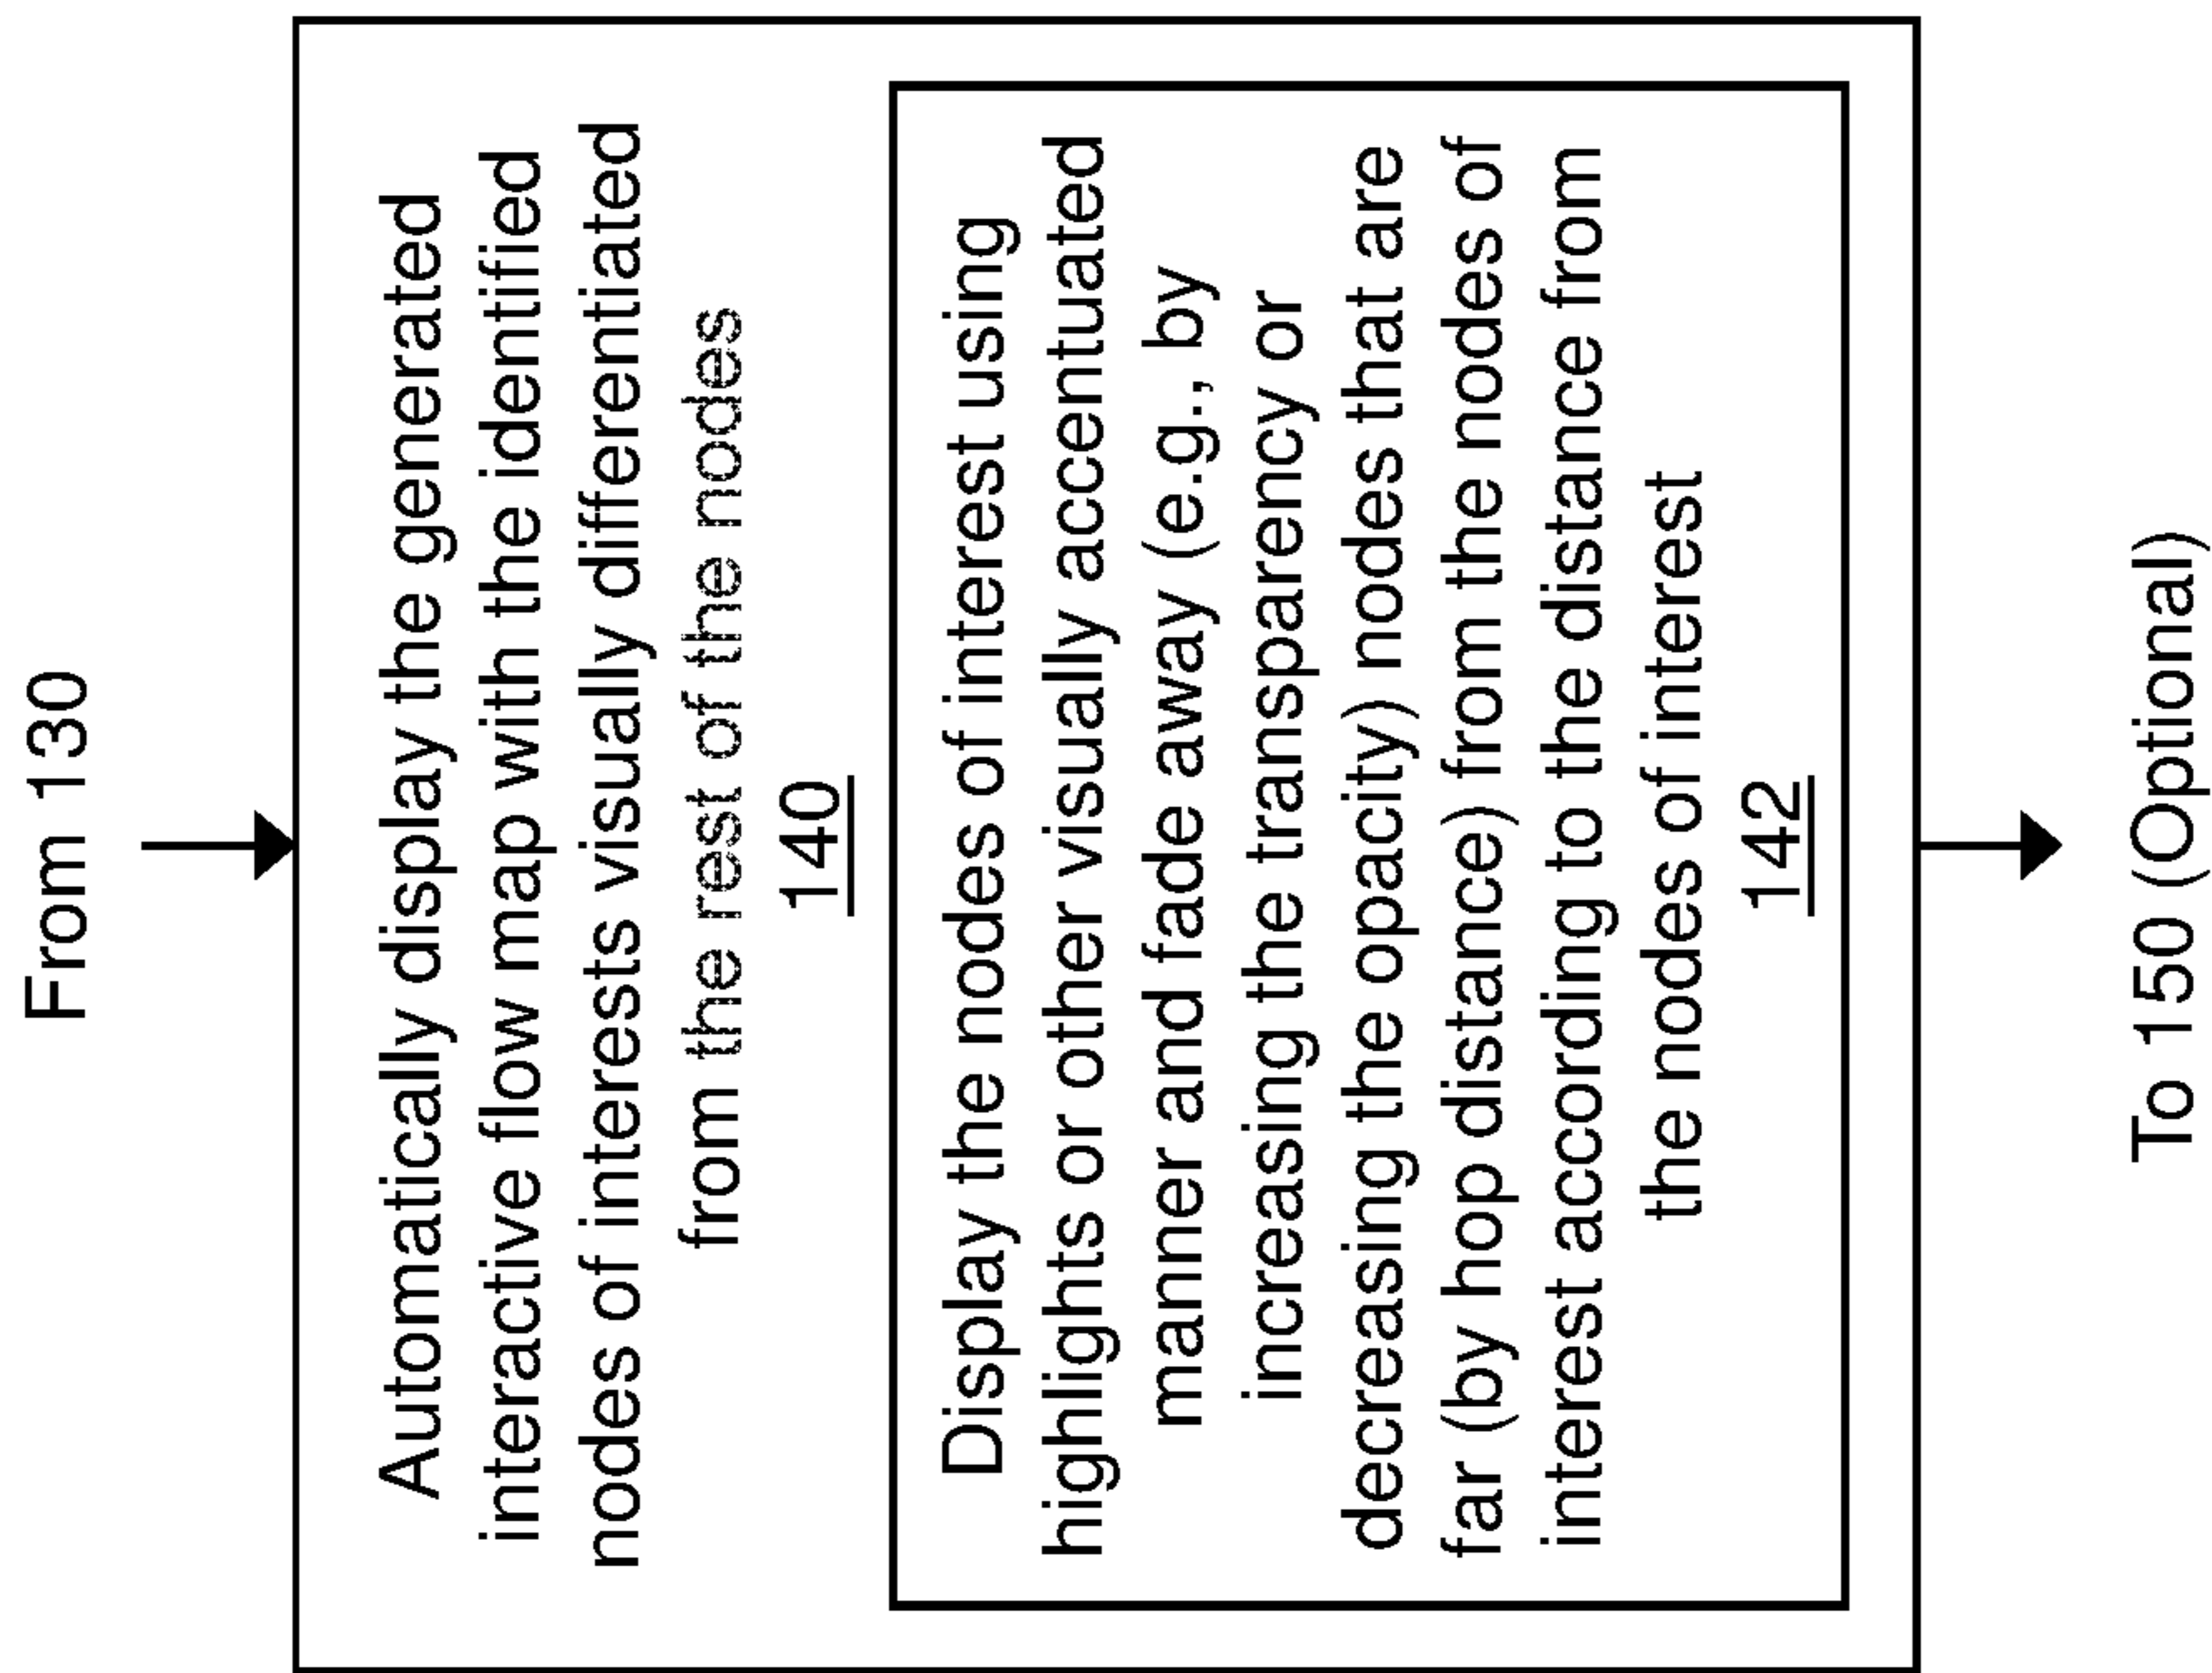 From 130
Automatically display the generated
interactive flow map with the identified
nodes of interests visually differentiated
from the rest of the nodes
140
Display the nodes of interest using
highlights or other visually accentuated
manner and fade away (e.g., by
increasing the transparency or
decreasing the opacity) nodes that are
far (by hop distance) from the nodes of
interest according to the distance from
the nodes of interest
142
To 150 (Optional)